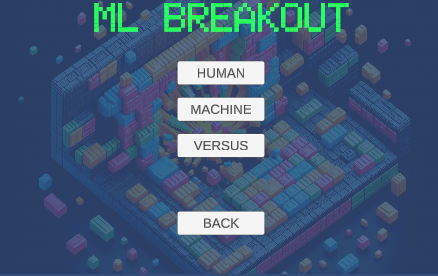 ML BREAKOUT
HUMAN
MACHINE
VERSUS
BACK